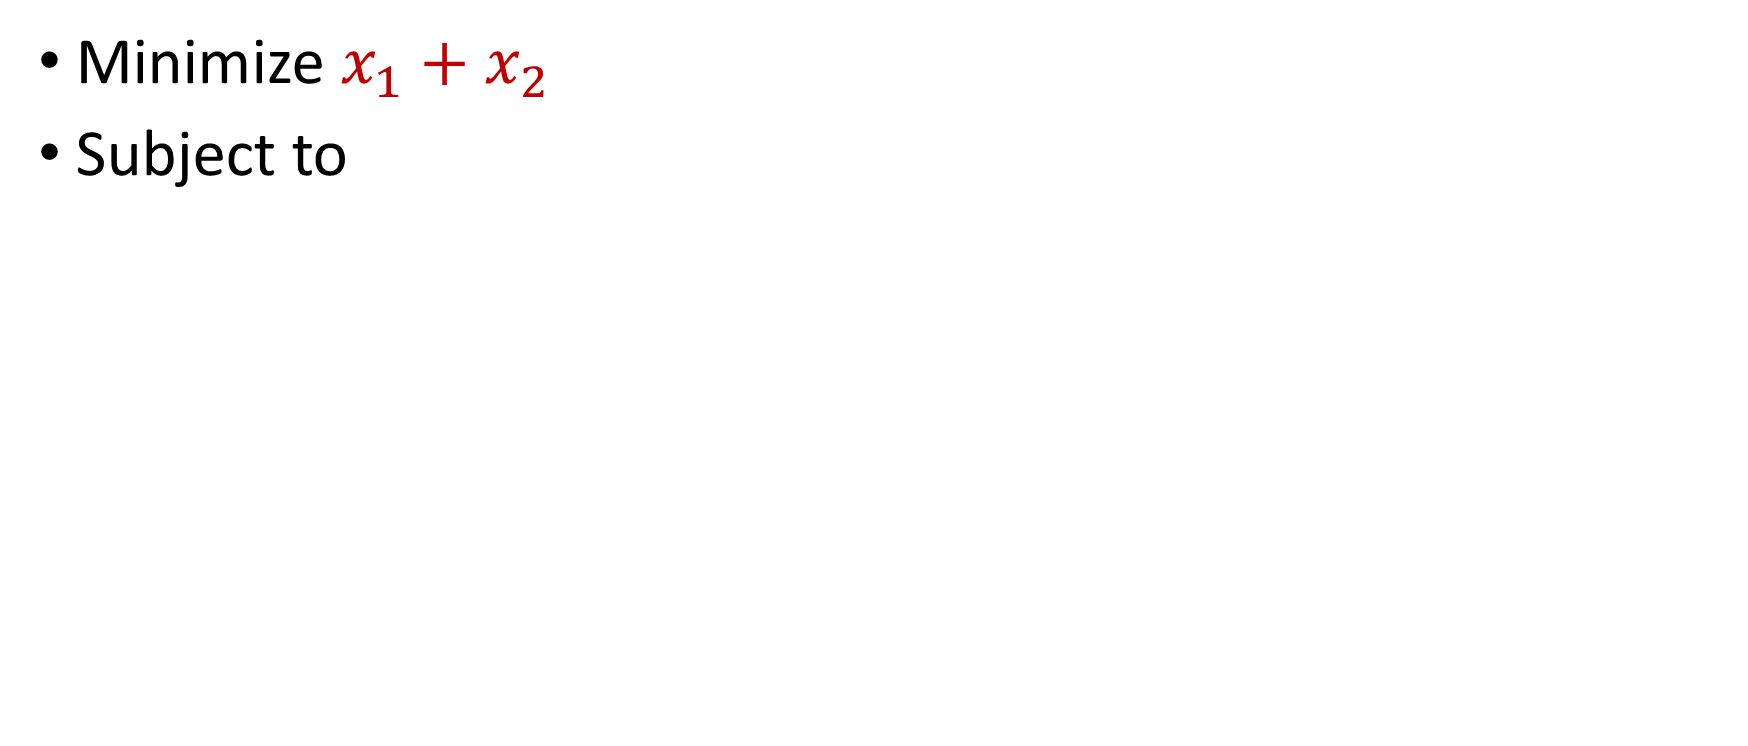 • Minimize x₁ + x₂
• Subject to